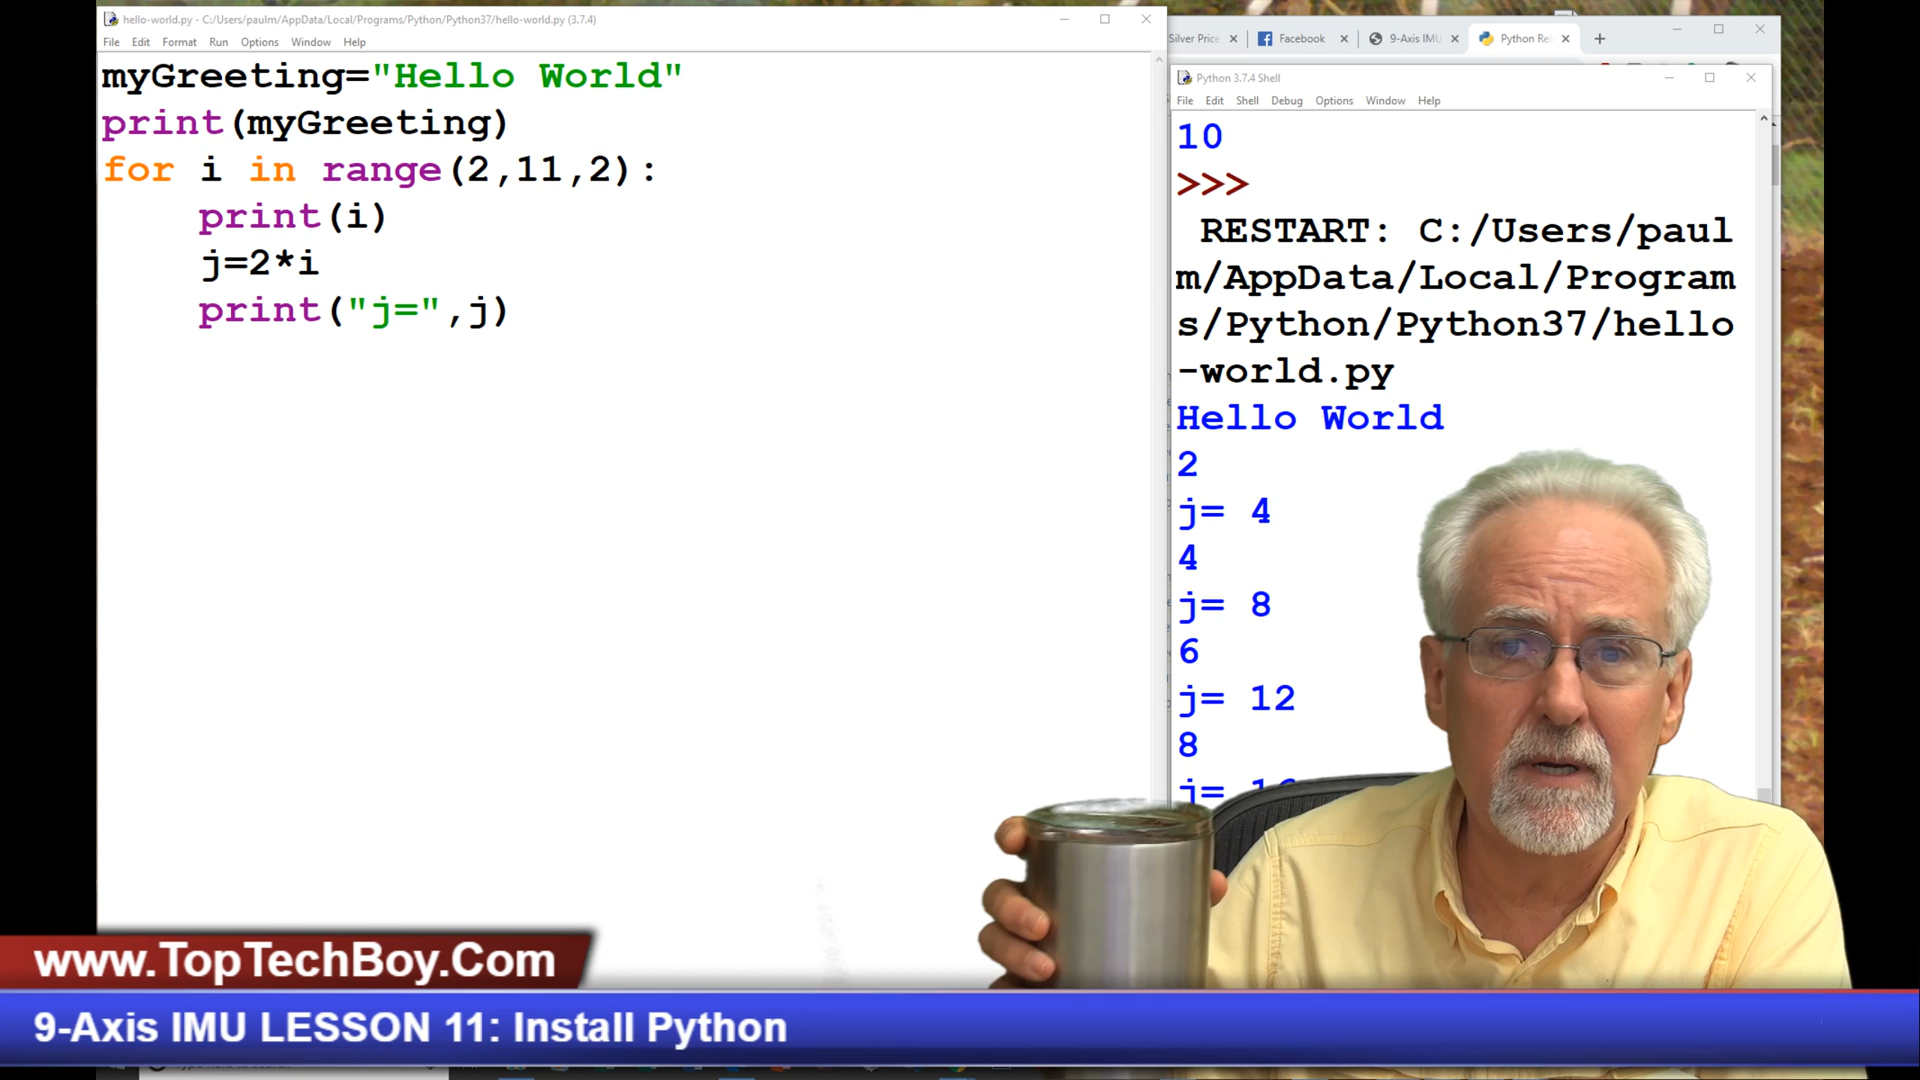 hello-world.py - C:/Users/paulm/AppData/Local/Programs/Python/Python37/hello-world.py (3.7.4)
File Edit Format Run Options Window Help
myGreeting="Hello World"
print(myGreeting)
for i in range(2,11,2):
print(i)
j=2*i
print("j=",j)
Silver Price Facebook 9-Axis IMU Python Rel
Python 3.7.4 Shell
File Edit Shell Debug Options Window Help
10
>>>
RESTART: C:/Users/paul
m/AppData/Local/Program
s/Python/Python37/hello
-world.py
Hello World
2
j= 4
4
j= 8
6
j= 12
8
j= 16
www.TopTechBoy.Com
9-Axis IMU LESSON 11: Install Python